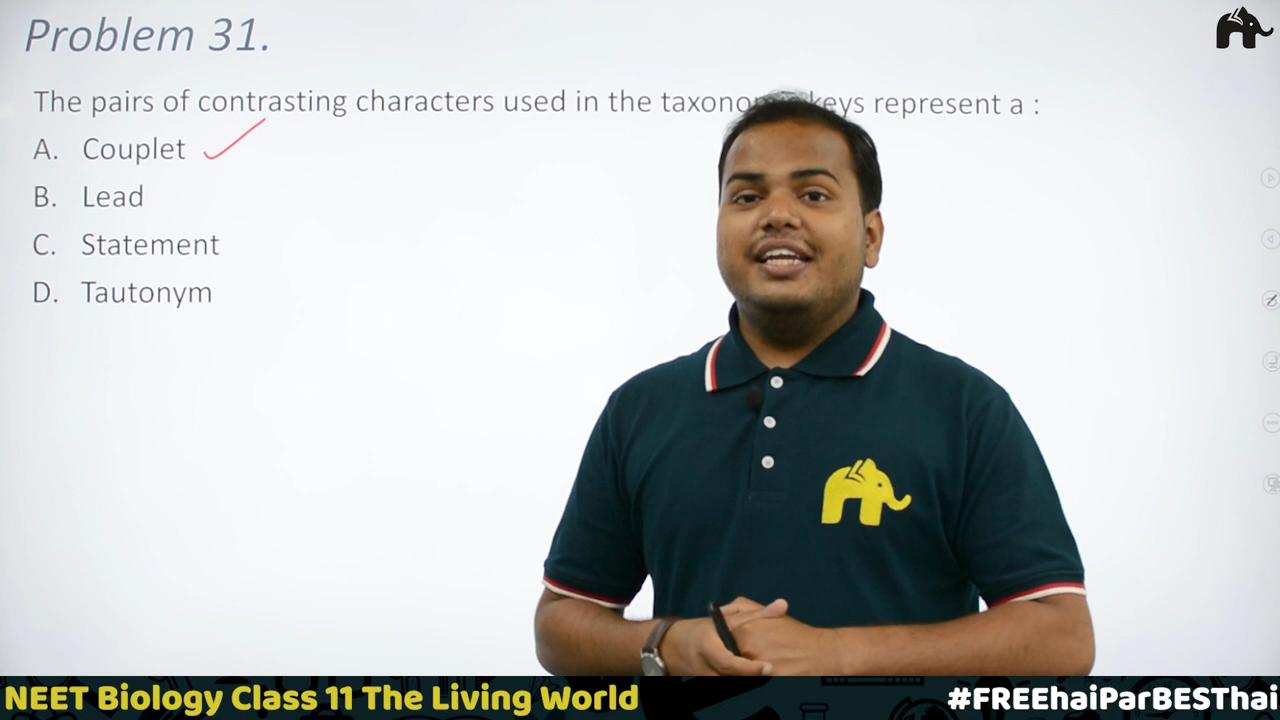 Problem 31.
The pairs of contrasting characters used in the keys represent a :
A. Couplet
B. Lead
C. Statement
D. Tautonym
NEET Biology Class 11 The Living World
#FREEhaiParBESThai